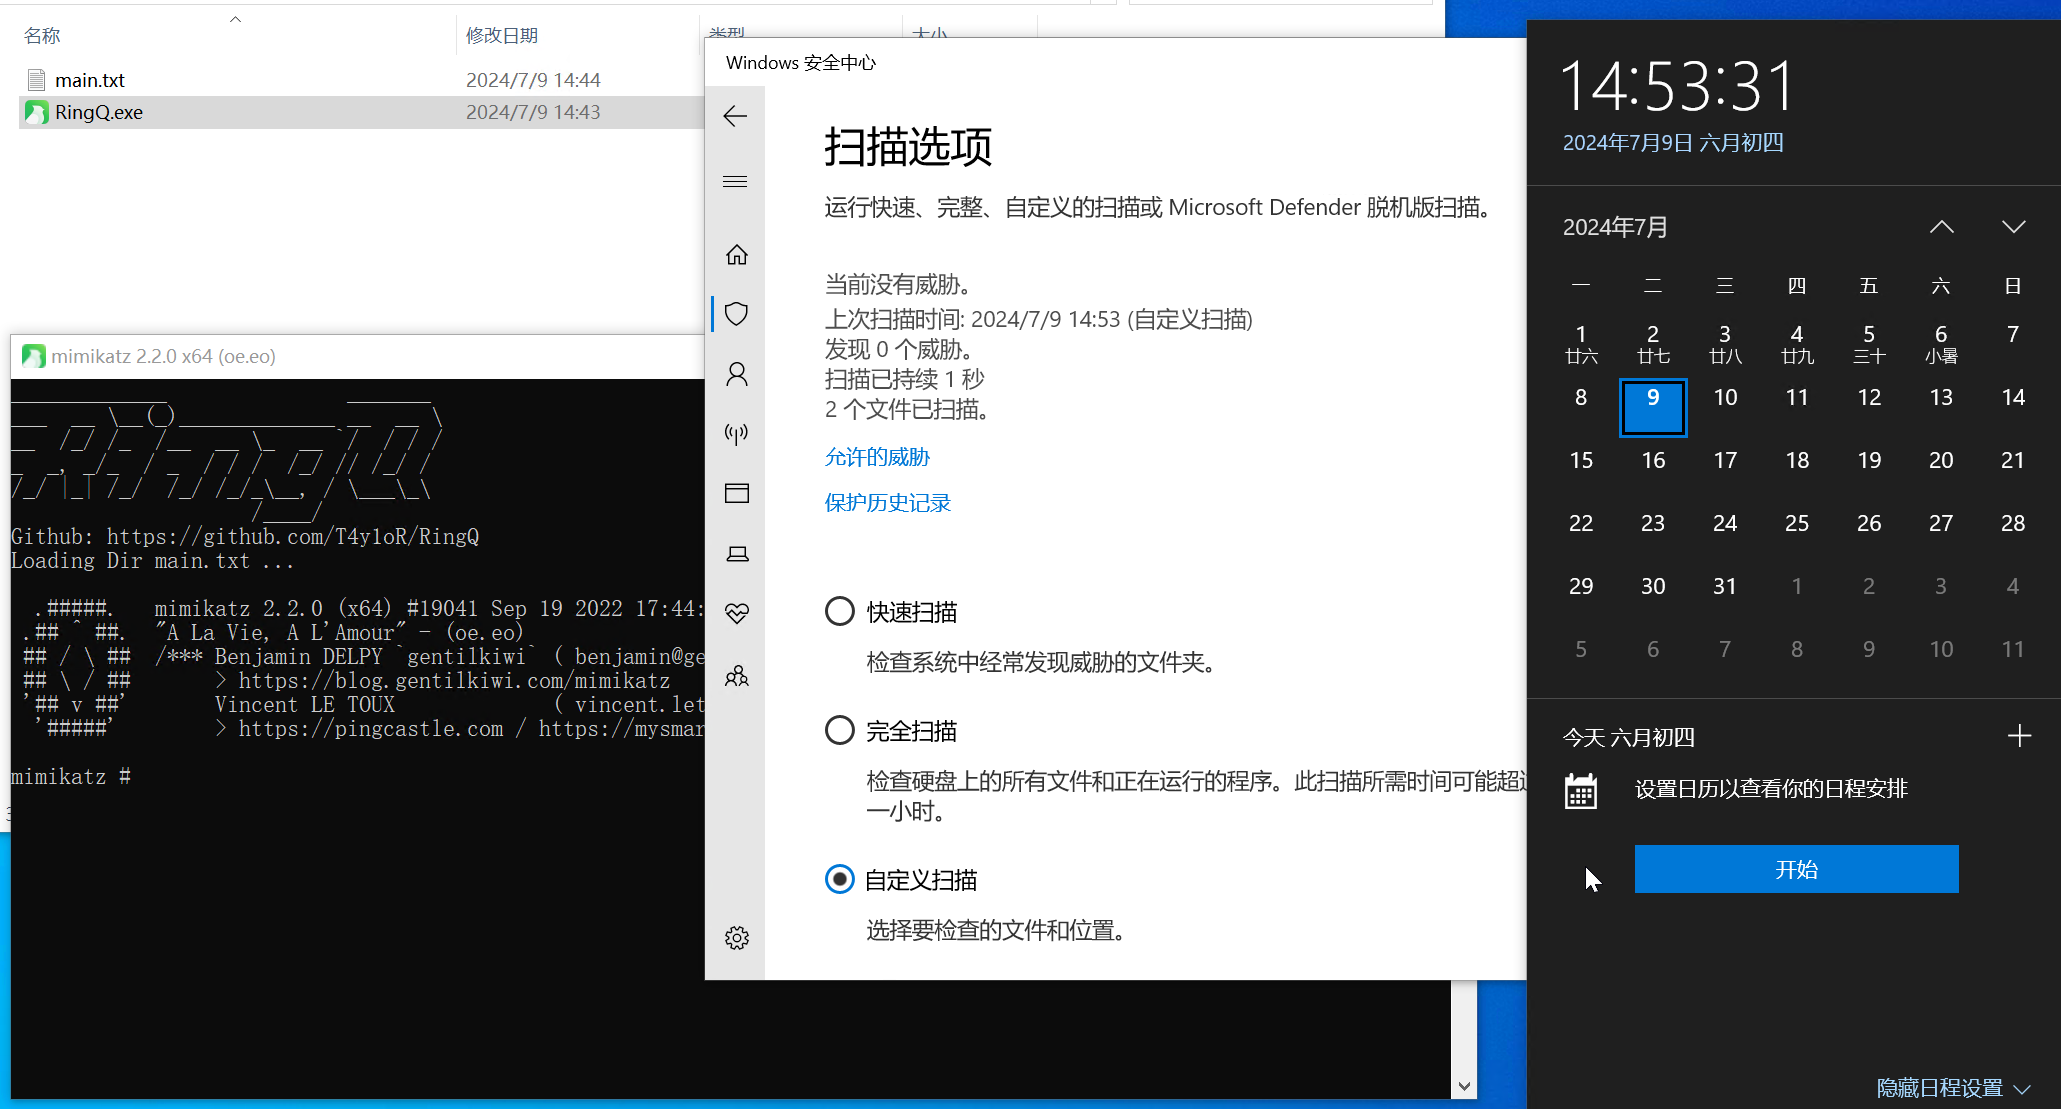 名称
修改日期
类型
大小
main.txt
2024/7/9 14:44
RingQ.exe
2024/7/9 14:43
mimikatz 2.2.0 x64 (oe.eo)
Github: https://github.com/T4y1oR/RingQ
Loading Dir main.txt ...
.#####.   mimikatz 2.2.0 (x64) #19041 Sep 19 2022 17:44:
.## ^ ##.  "A La Vie, A L'Amour" - (oe.eo)
## / \ ##  /*** Benjamin DELPY `gentilkiwi` ( benjamin@ge
## \ / ##       > https://blog.gentilkiwi.com/mimikatz
'## v ##'       Vincent LE TOUX             ( vincent.let
'#####'        > https://pingcastle.com / https://mysmar
mimikatz #
Windows 安全中心
扫描选项
运行快速、完整、自定义的扫描或 Microsoft Defender 脱机版扫描。
当前没有威胁。
上次扫描时间: 2024/7/9 14:53 (自定义扫描)
发现 0 个威胁。
扫描已持续 1 秒
2 个文件已扫描。
允许的威胁
保护历史记录
快速扫描
检查系统中经常发现威胁的文件夹。
完全扫描
检查硬盘上的所有文件和正在运行的程序。此扫描所需时间可能超过
一小时。
自定义扫描
选择要检查的文件和位置。
14:53:31
2024年7月9日 六月初四
2024年7月
一 二 三 四 五 六 日
1 2 3 4 5 6 7
廿六 廿七 廿八 廿九 三十 小暑
8 9 10 11 12 13 14
15 16 17 18 19 20 21
22 23 24 25 26 27 28
29 30 31 1 2 3 4
5 6 7 8 9 10 11
今天 六月初四
设置日历以查看你的日程安排
开始
隐藏日程设置